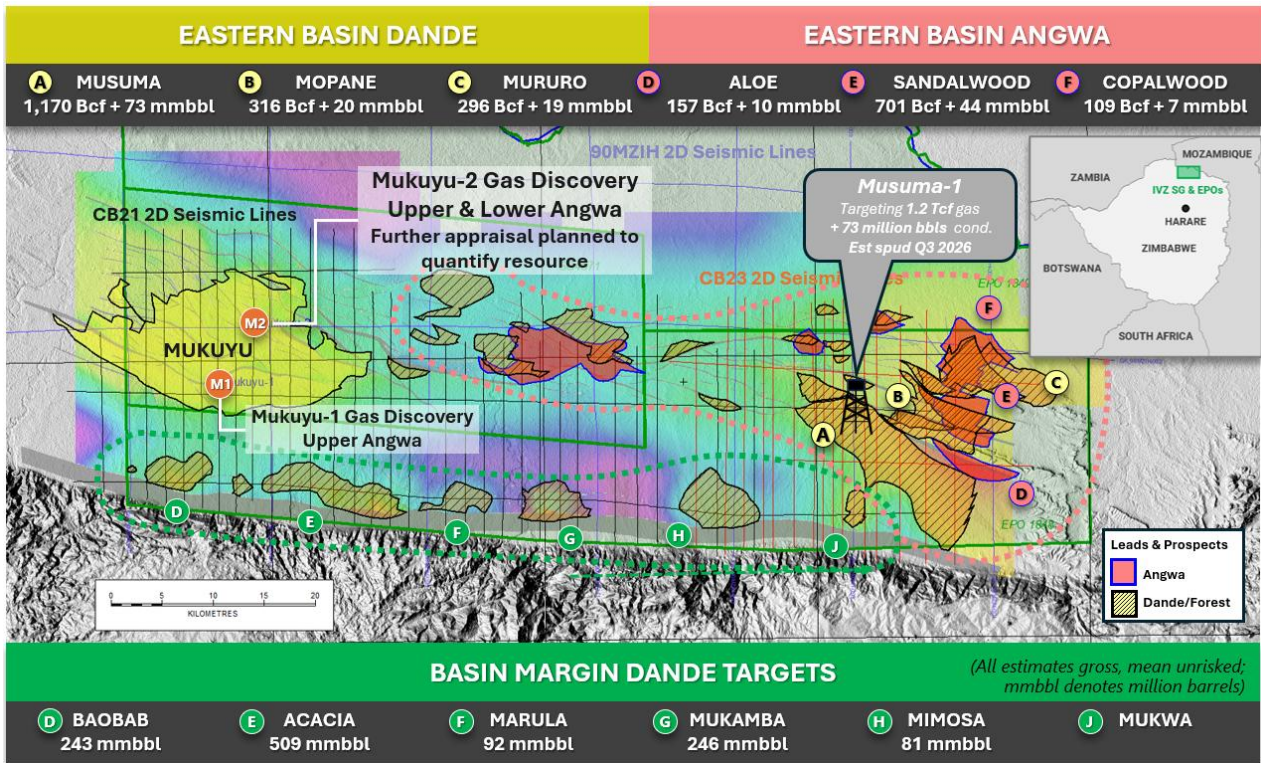 EASTERN BASIN DANDE
EASTERN BASIN ANGWA
A MUSUMA
1,170 Bcf + 73 mmbbl
B MOPANE
316 Bcf + 20 mmbbl
C MURURO
296 Bcf + 19 mmbbl
D ALOE
157 Bcf + 10 mmbbl
E SANDALWOOD
701 Bcf + 44 mmbbl
F COPALWOOD
109 Bcf + 7 mmbbl
90MZIH 2D Seismic Lines
CB21 2D Seismic Lines
Mukuyu-2 Gas Discovery
Upper & Lower Angwa
Further appraisal planned to
quantify resource
Musuma-1
Targeting 1.2 Tcf gas
+ 73 million bbls cond.
Est spud Q3 2026
MOZAMBIQUE
ZAMBIA
IVZ SG & EPOs
HARARE
ZIMBABWE
BOTSWANA
SOUTH AFRICA
CB23 2D Seismic
M2
MUKUYU
M1
Mukuyu-1 Gas Discovery
Upper Angwa
F
C
B
E
A
D
EPO
D
E
F
G
H
J
0 5 10 15 20
KILOMETRES
Leads & Prospects
Angwa
Dande/Forest
BASIN MARGIN DANDE TARGETS
(All estimates gross, mean unrisked;
mmbbl denotes million barrels)
D BAOBAB
243 mmbbl
E ACACIA
509 mmbbl
F MARULA
92 mmbbl
G MUKAMBA
246 mmbbl
H MIMOSA
81 mmbbl
J MUKWA